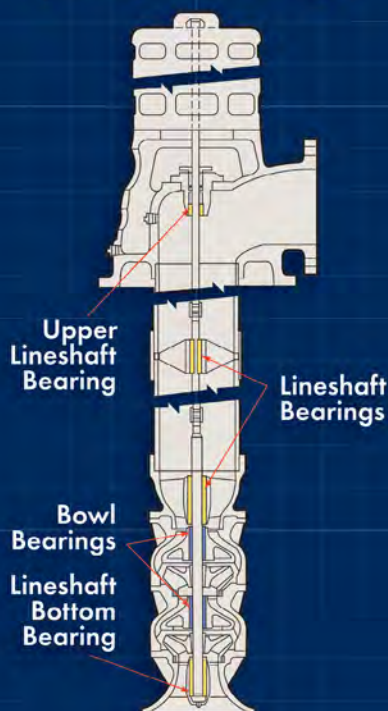 Upper
Lineshaft
Bearing
Lineshaft
Bearings
Bowl
Bearings
Lineshaft
Bottom
Bearing